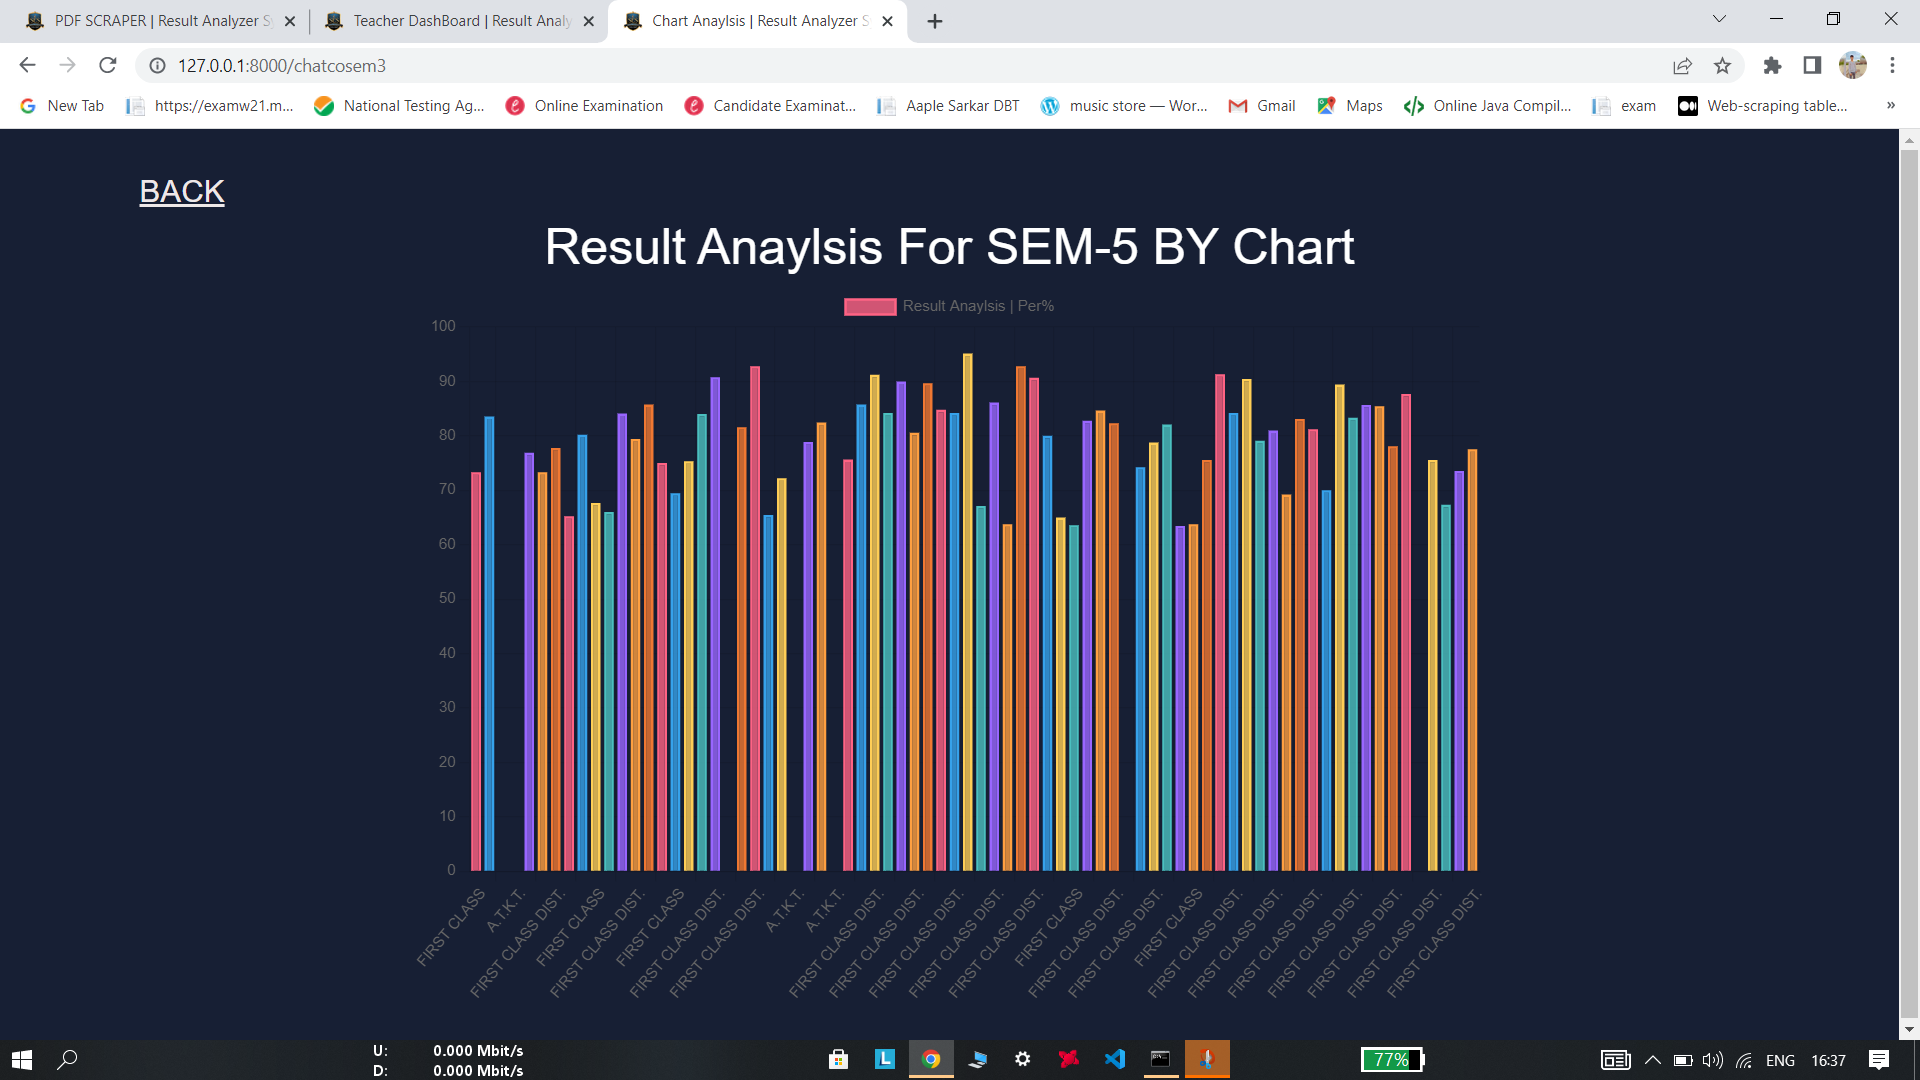 PDF SCRAPER | Result Analyzer Sy
Teacher DashBoard | Result Analy
Chart Anaylsis | Result Analyzer S
127.0.0.1:8000/chatcosem3
New Tab
https://examw21.m...
National Testing Ag...
Online Examination
Candidate Examinat...
Aaple Sarkar DBT
music store — Wor...
Gmail
Maps
Online Java Compil...
exam
Web-scraping table...
»
BACK
Result Anaylsis For SEM-5 BY Chart
Result Anaylsis | Per%
100
90
80
70
60
50
40
30
20
10
0
FIRST CLASS
A.T.K.T.
FIRST CLASS DIST.
FIRST CLASS
FIRST CLASS DIST.
FIRST CLASS
FIRST CLASS DIST.
FIRST CLASS DIST.
A.T.K.T.
A.T.K.T.
FIRST CLASS DIST.
FIRST CLASS DIST.
FIRST CLASS DIST.
FIRST CLASS DIST.
FIRST CLASS DIST.
FIRST CLASS
FIRST CLASS DIST.
FIRST CLASS DIST.
FIRST CLASS
FIRST CLASS DIST.
FIRST CLASS DIST.
FIRST CLASS DIST.
FIRST CLASS DIST.
FIRST CLASS DIST.
FIRST CLASS DIST.
FIRST CLASS DIST.
U: 0.000 Mbit/s
D: 0.000 Mbit/s
L
77%
ENG
16:37